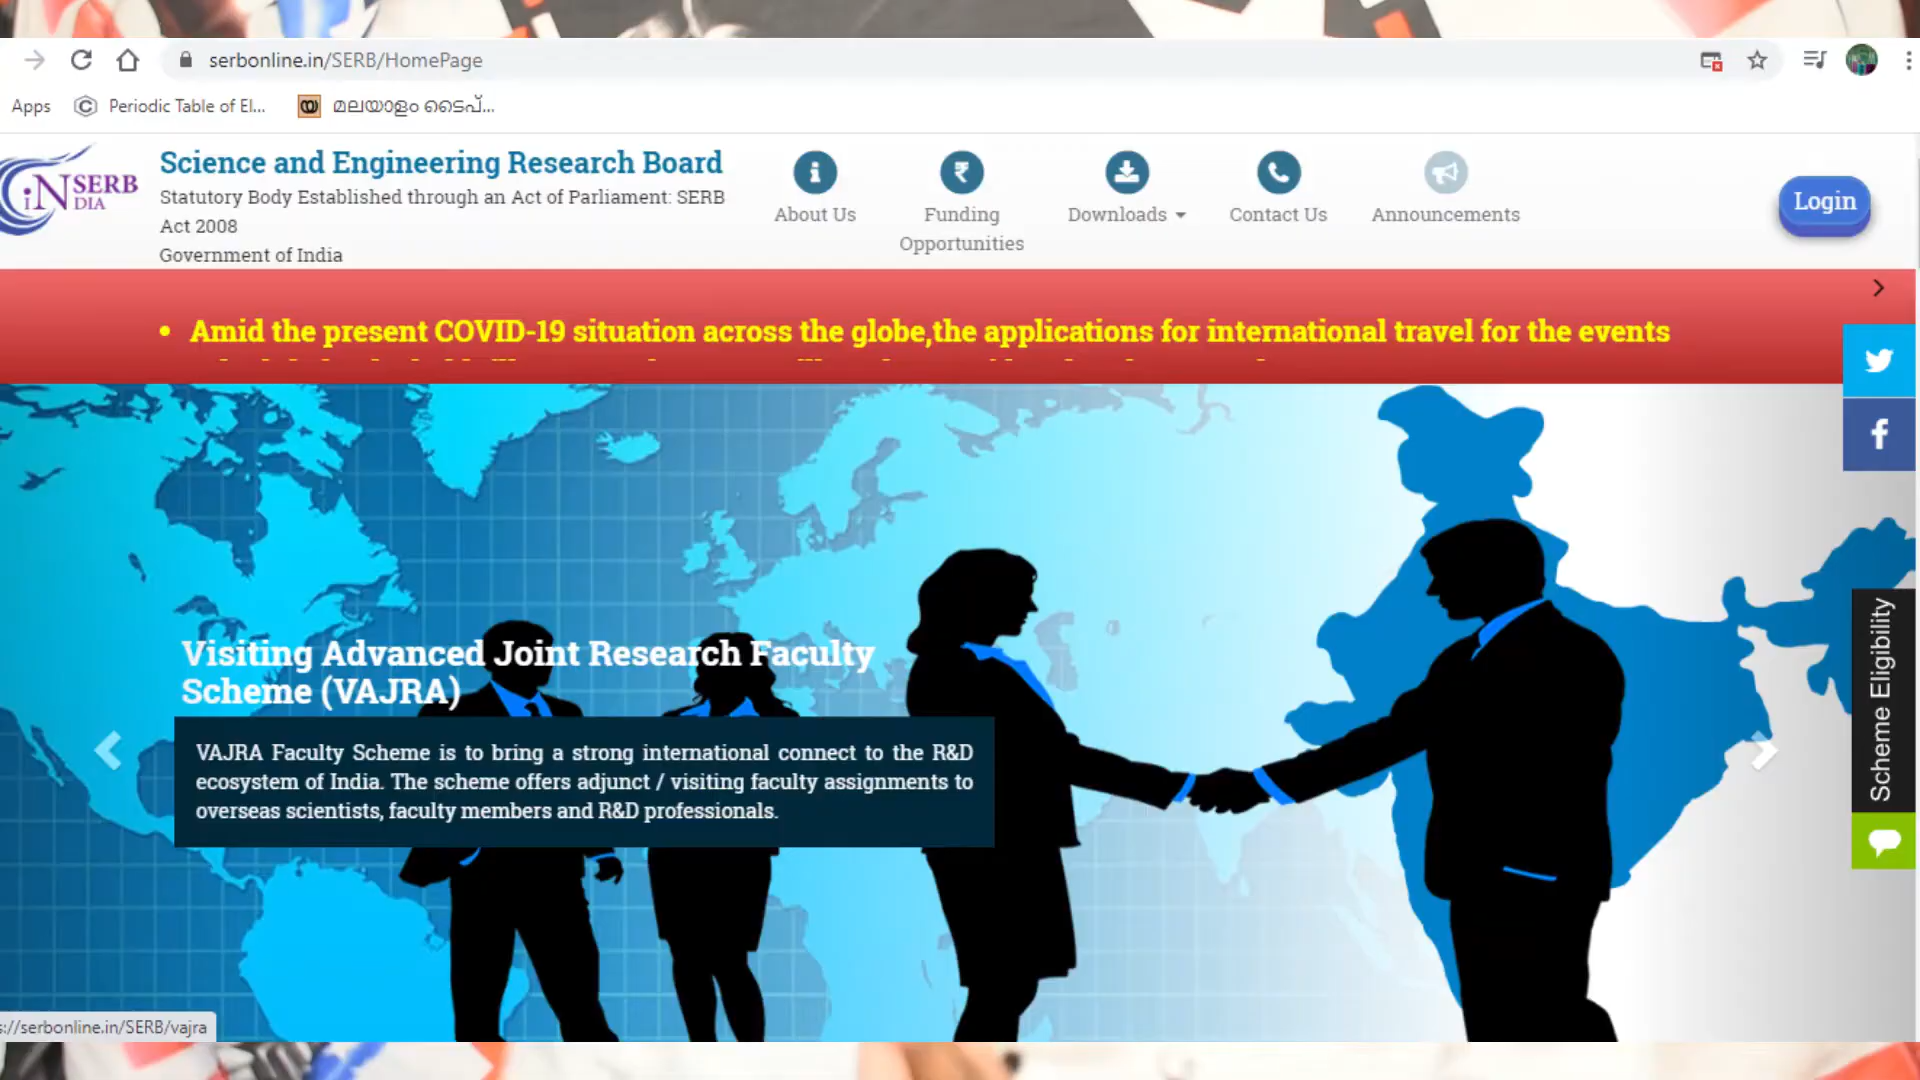 serbonline.in/SERB/HomePage
Apps
Periodic Table of El...
മലയാളം ടൈപ്...
iN SERB
DIA
Science and Engineering Research Board
Statutory Body Established through an Act of Parliament: SERB
Act 2008
Government of India
About Us
Funding
Opportunities
Downloads
Contact Us
Announcements
Login
• Amid the present COVID-19 situation across the globe,the applications for international travel for the events
Visiting Advanced Joint Research Faculty
Scheme (VAJRA)
VAJRA Faculty Scheme is to bring a strong international connect to the R&D
ecosystem of India. The scheme offers adjunct / visiting faculty assignments to
overseas scientists, faculty members and R&D professionals.
Scheme Eligibility
s://serbonline.in/SERB/vajra